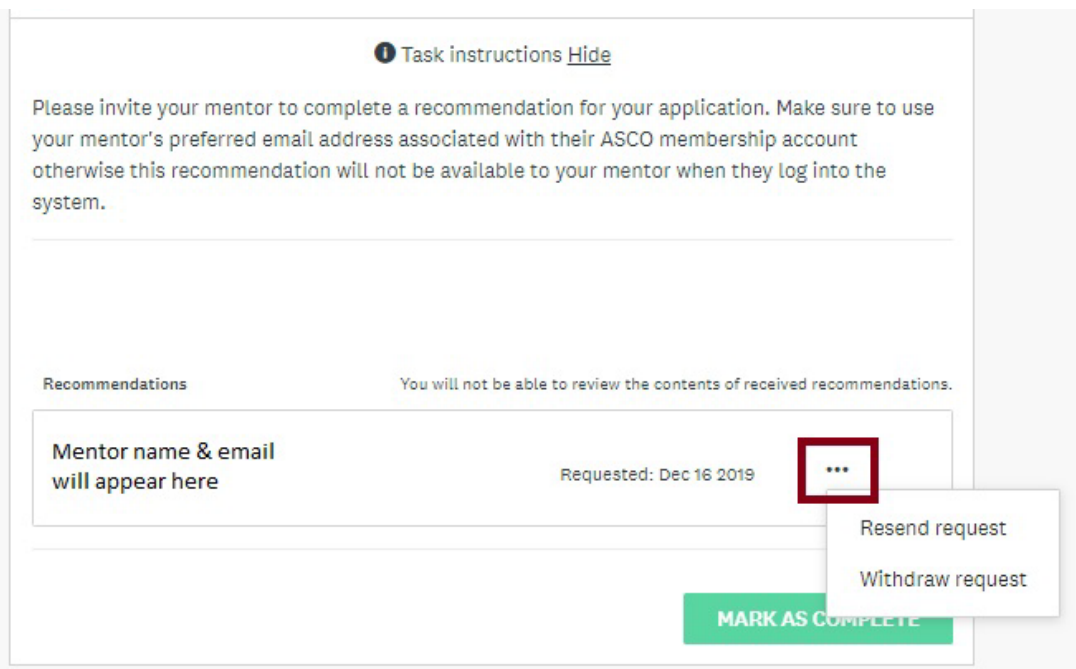 Task instructions Hide
Please invite your mentor to complete a recommendation for your application. Make sure to use
your mentor's preferred email address associated with their ASCO membership account
otherwise this recommendation will not be available to your mentor when they log into the
system.
Recommendations You will not be able to review the contents of received recommendations.
Mentor name & email
will appear here
Requested: Dec 16 2019 •••
Resend request
Withdraw request
MARK AS COMPLETE